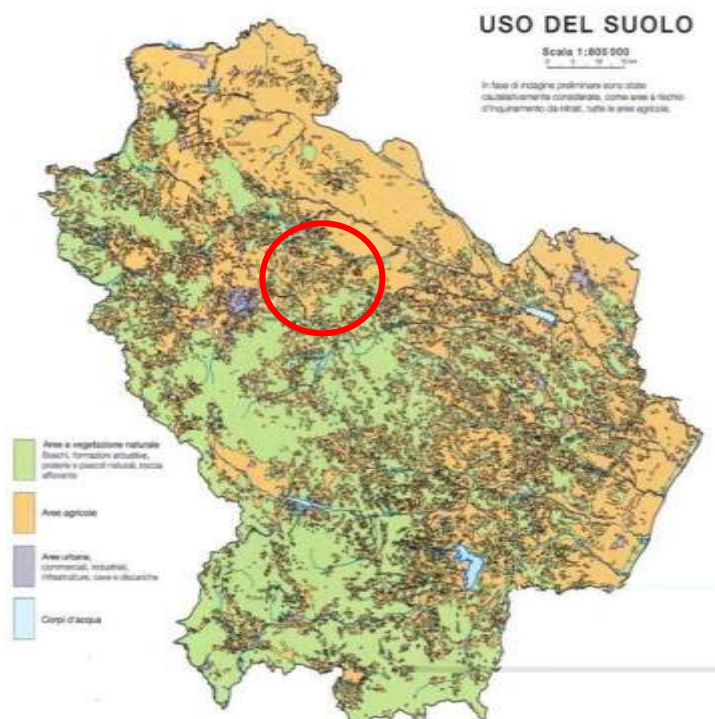 USO DEL SUOLO
Scala 1:800 000
In fase di indagine preliminare sono state
cautelativamente considerate, come aree a rischio
d'inquinamento da nitrati, tutte le aree agricole.
Aree a vegetazione naturale
Boschi, formazioni arbustive,
praterie e pascoli naturali, roccia
affiorante
Aree agricole
Aree urbane,
commerciali, industriali,
infrastrutture, cave e discariche
Corpi d'acqua